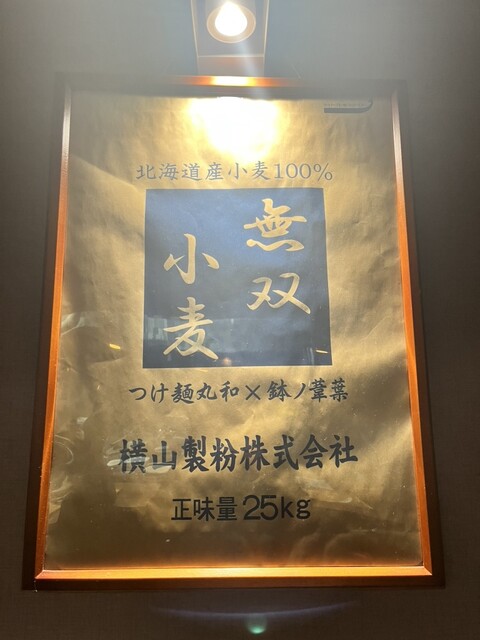 北海道産小麦100%
無双
小麦
つけ麺丸和×鉢ノ葦葉
横山製粉株式会社
正味量25kg